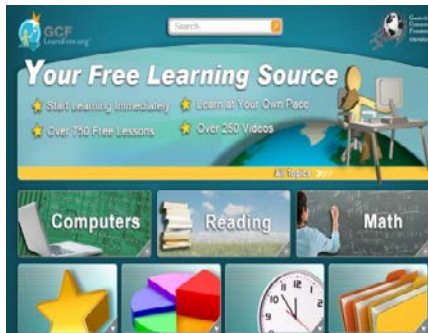 GCF
LearnFree.org
Search
Your Free Learning Source
Start Learning Immediately
Learn at Your Own Pace
Over 750 Free Lessons
Over 250 Videos
All Topics >>>
Computers
Reading
Math
12